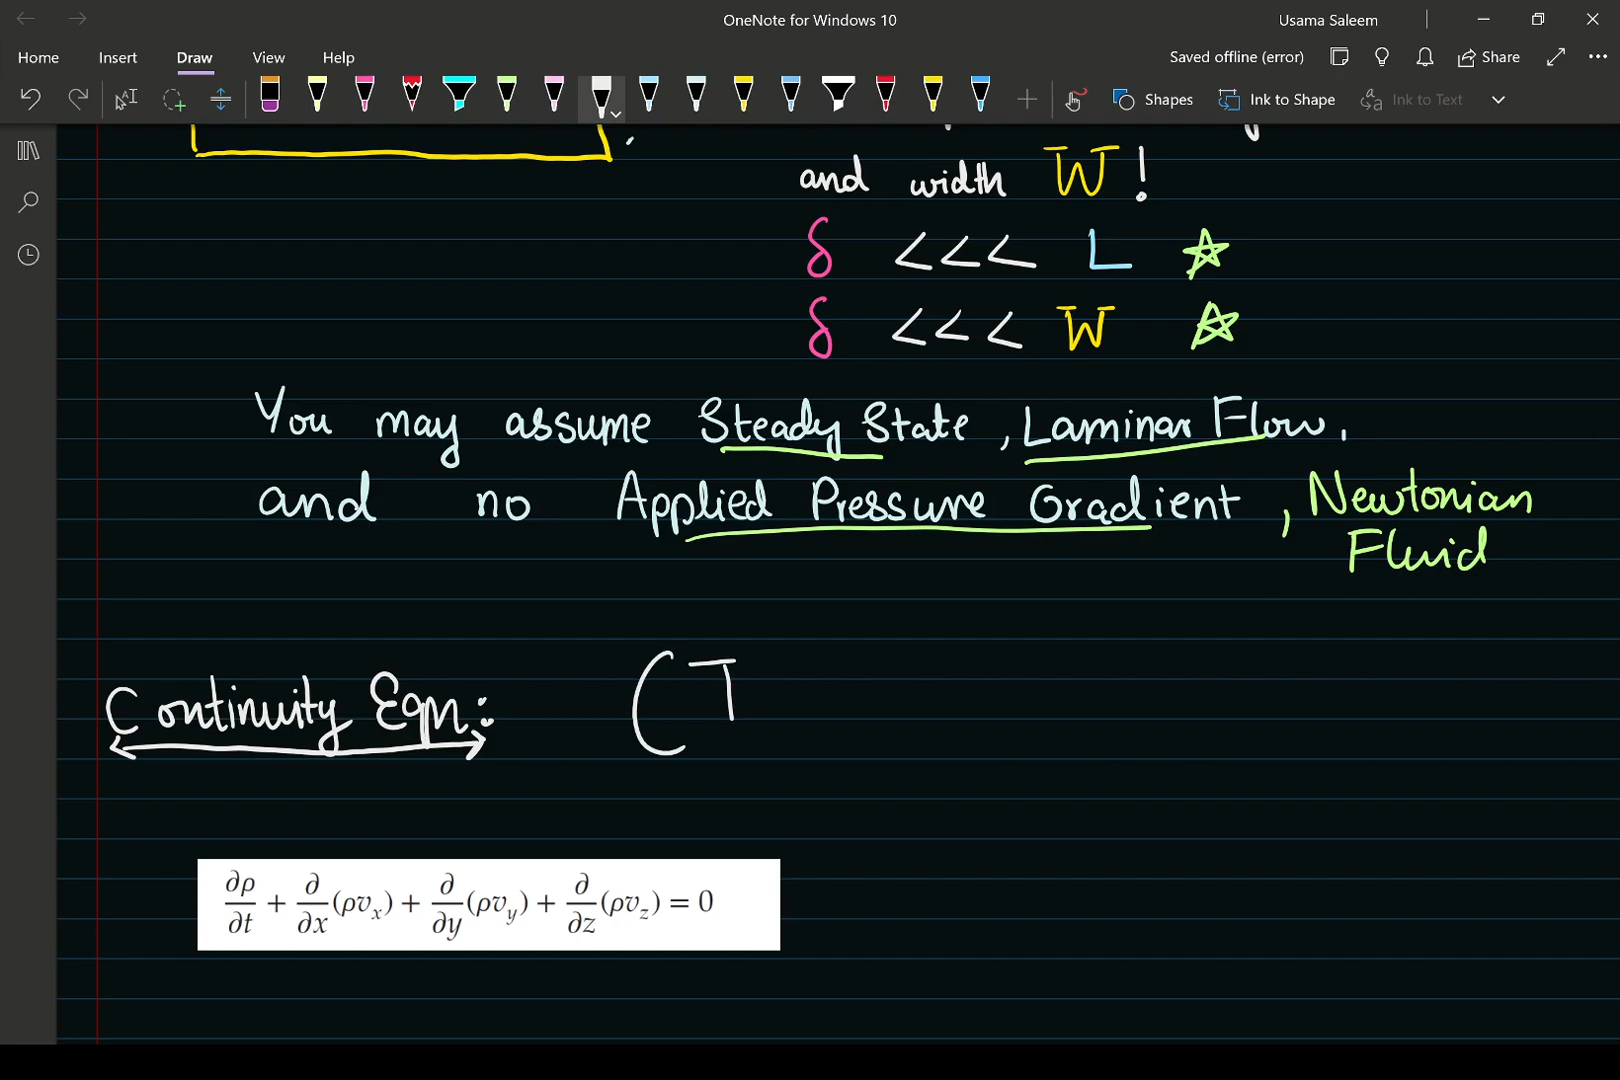 OneNote for Windows 10
Usama Saleem
Home Insert Draw View Help
Saved offline (error) Share
Shapes Ink to Shape Ink to Text
and width W!
δ <<< L
δ <<< W
You may assume Steady State, Laminar Flow.
and no Applied Pressure Gradient, Newtonian
Fluid
Continuity Eqn: (T
∂ρ/∂t + ∂/∂x(ρv_x) + ∂/∂y(ρv_y) + ∂/∂z(ρv_z) = 0